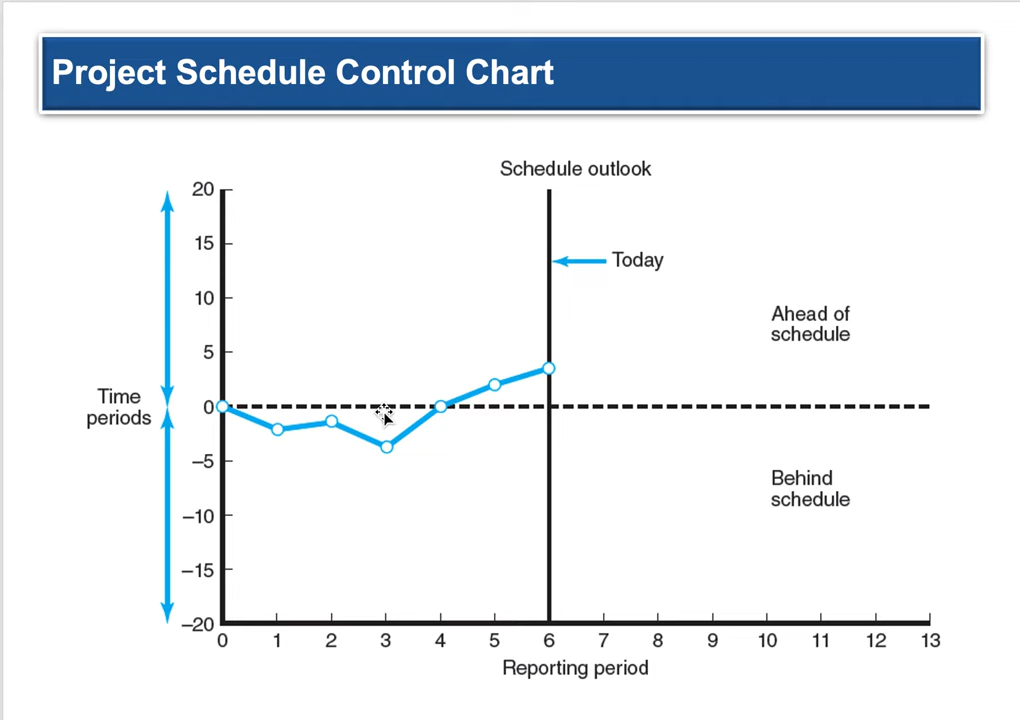 Project Schedule Control Chart
Schedule outlook
20
15
Today
10
Ahead of
schedule
5
Time
periods
0
–5
Behind
schedule
–10
–15
–20
0 1 2 3 4 5 6 7 8 9 10 11 12 13
Reporting period